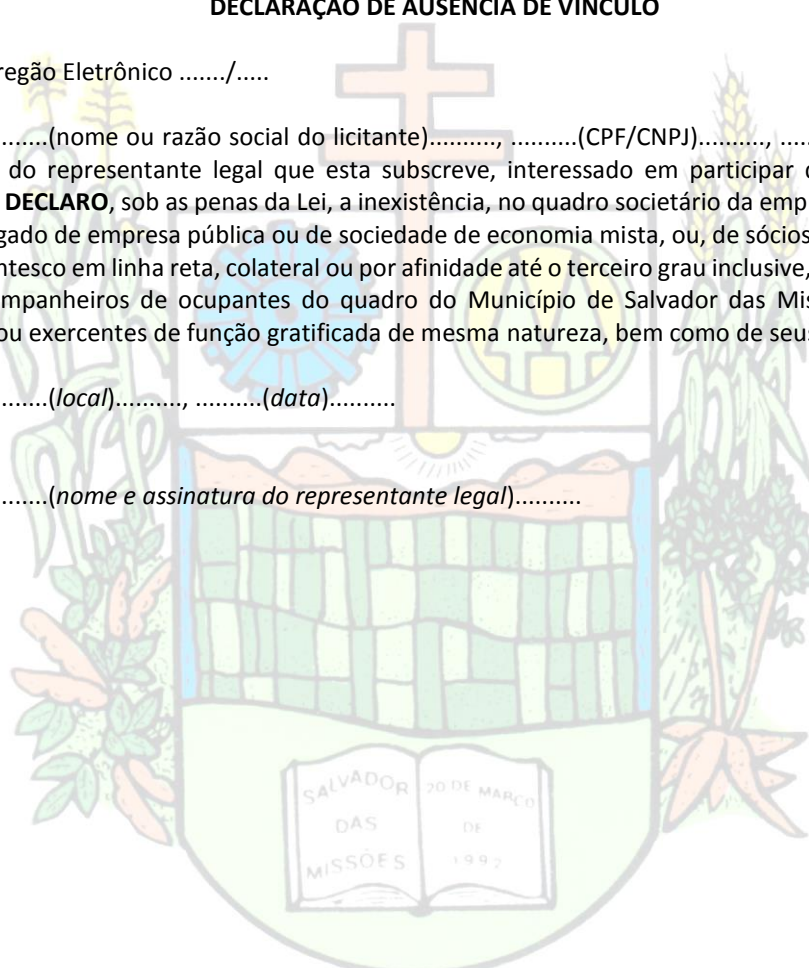 DECLARAÇÃO DE AUSÊNCIA DE VÍNCULO
regão Eletrônico ......./.....
........(nome ou razão social do licitante).........., ..........(CPF/CNPJ).........., .....
do representante legal que esta subscreve, interessado em participar
DECLARO, sob as penas da Lei, a inexistência, no quadro societário da emp
gado de empresa pública ou de sociedade de economia mista, ou, de sócios
ntesco em linha reta, colateral ou por afinidade até o terceiro grau inclusive,
mpanheiros de ocupantes do quadro do Município de Salvador das Mis
ou exercentes de função gratificada de mesma natureza, bem como de seus
........(local).........., ..........(data)..........
........(nome e assinatura do representante legal)..........
SALVADOR
DAS
MISSÕES
20 DE MARÇO
DE
1992